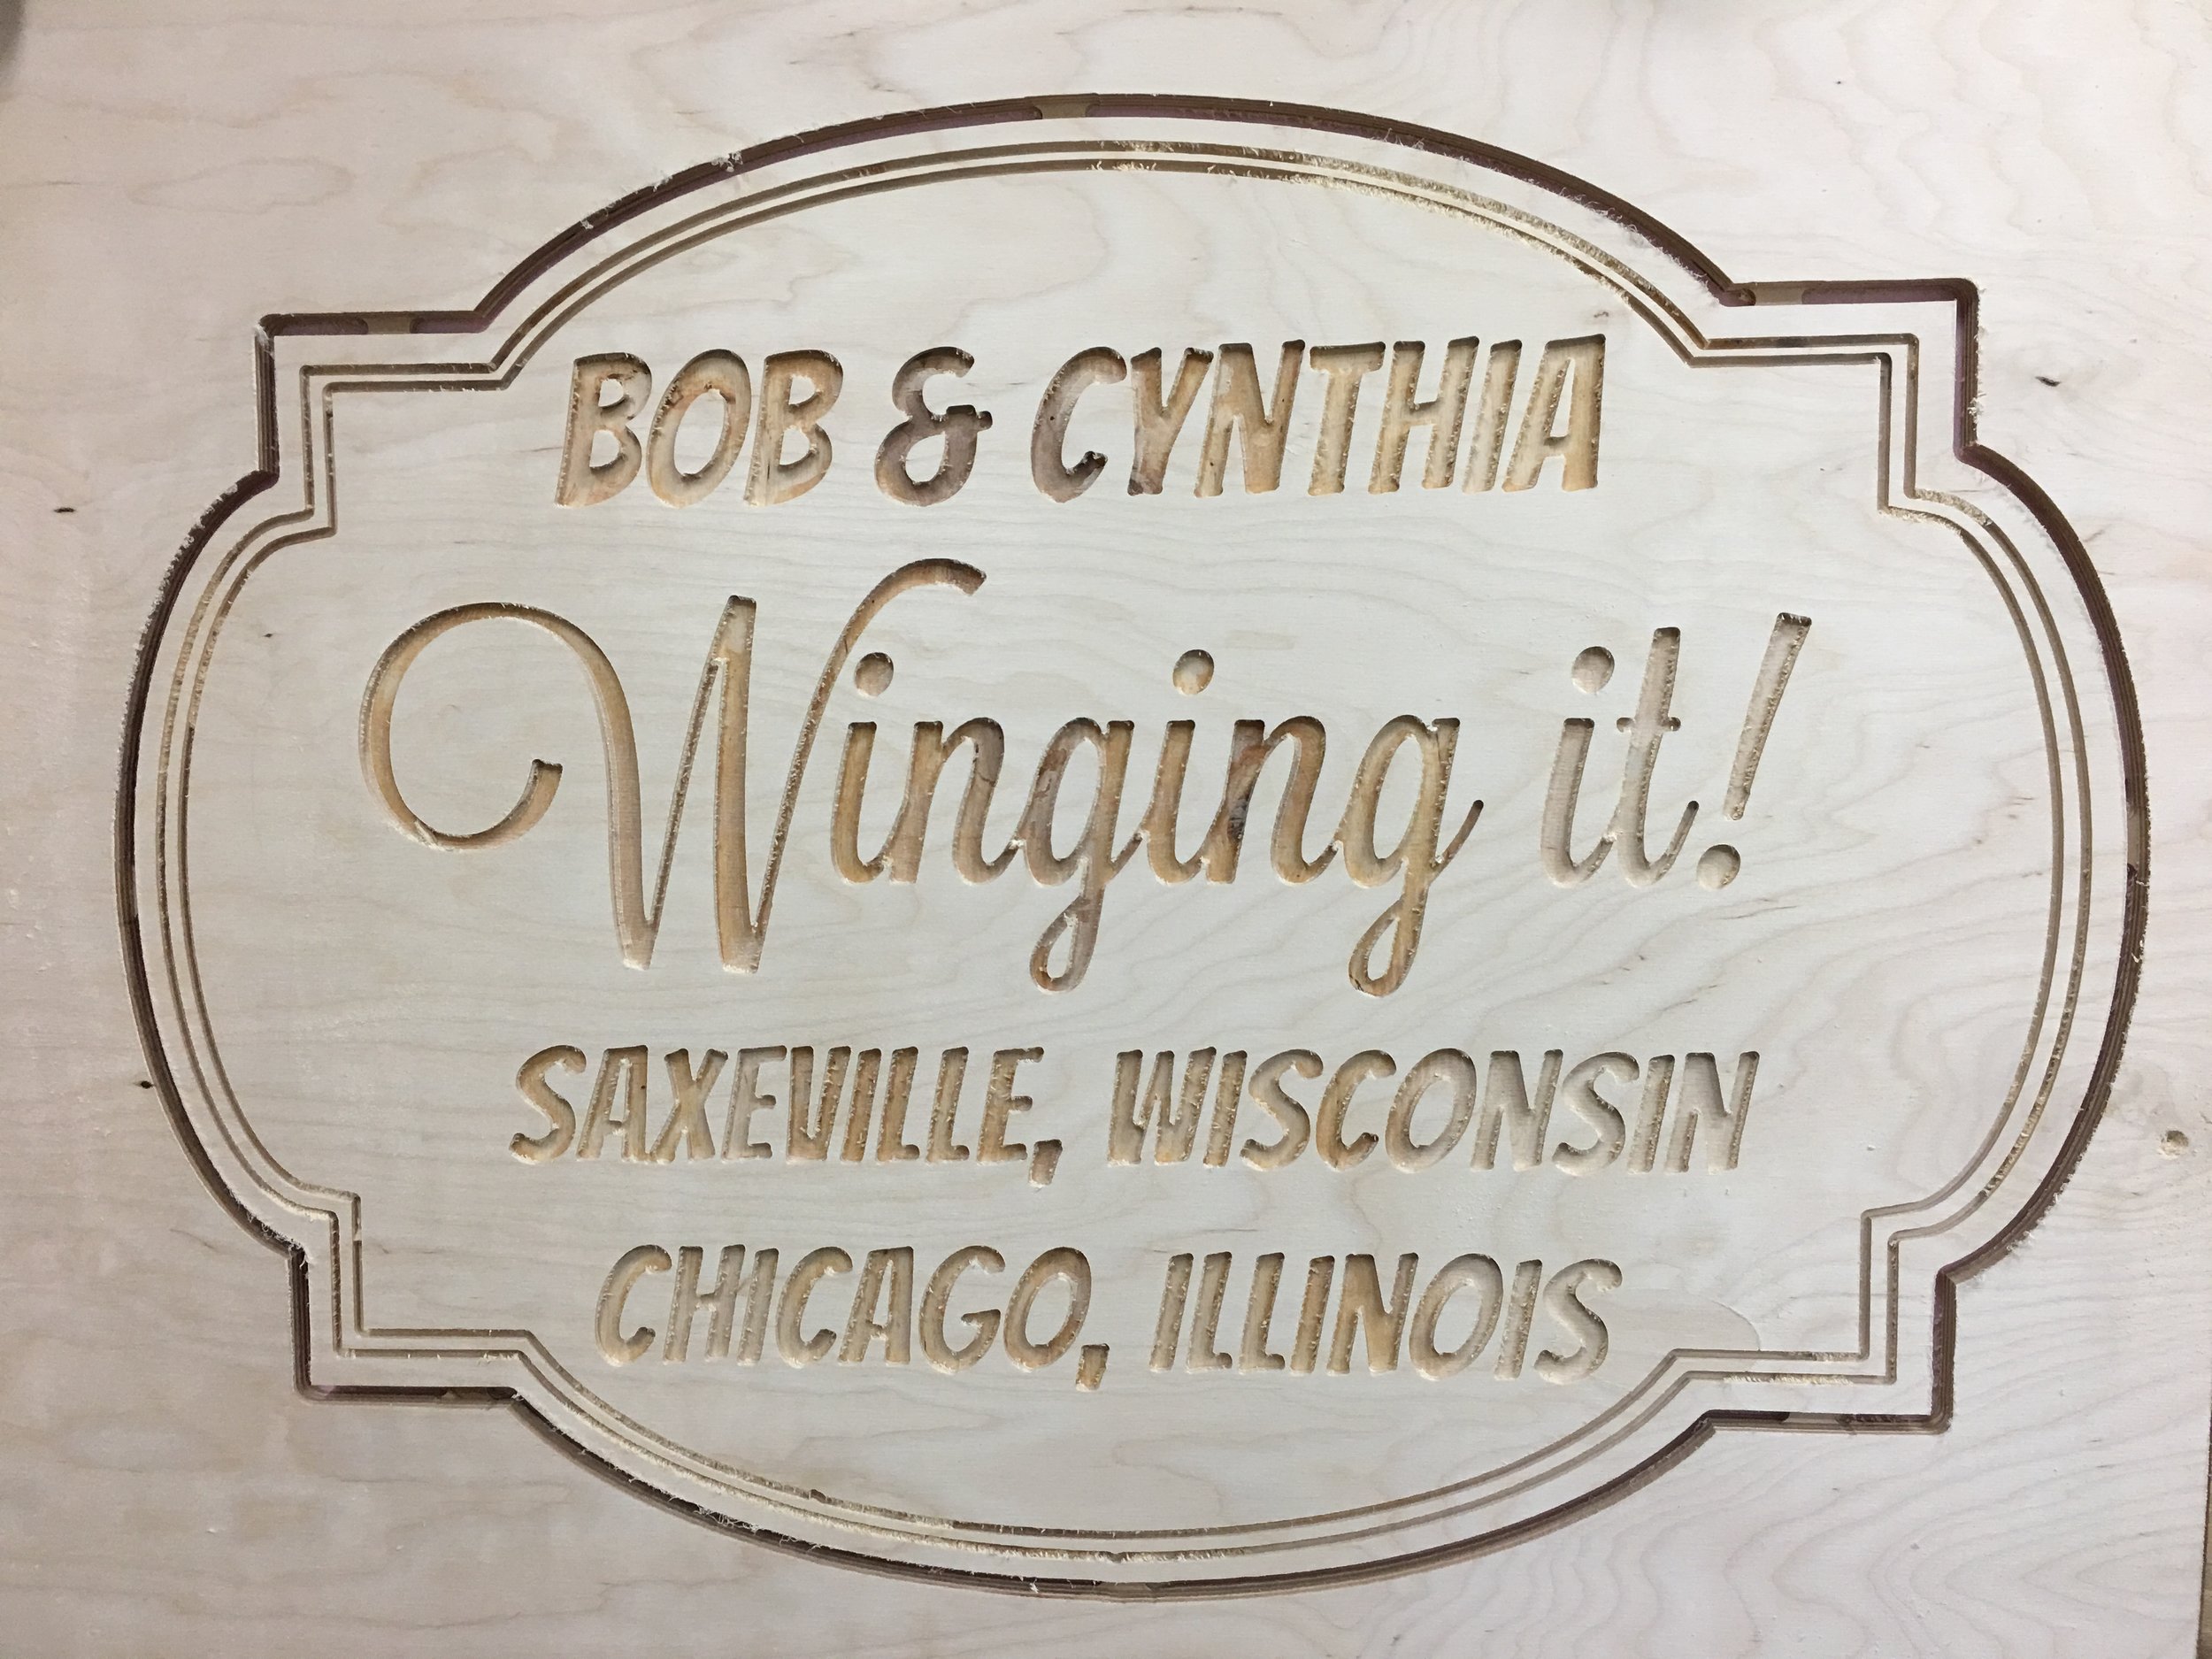 BOB & CYNTHIA
Winging it!
SAXEVILLE, WISCONSIN
CHICAGO, ILLINOIS